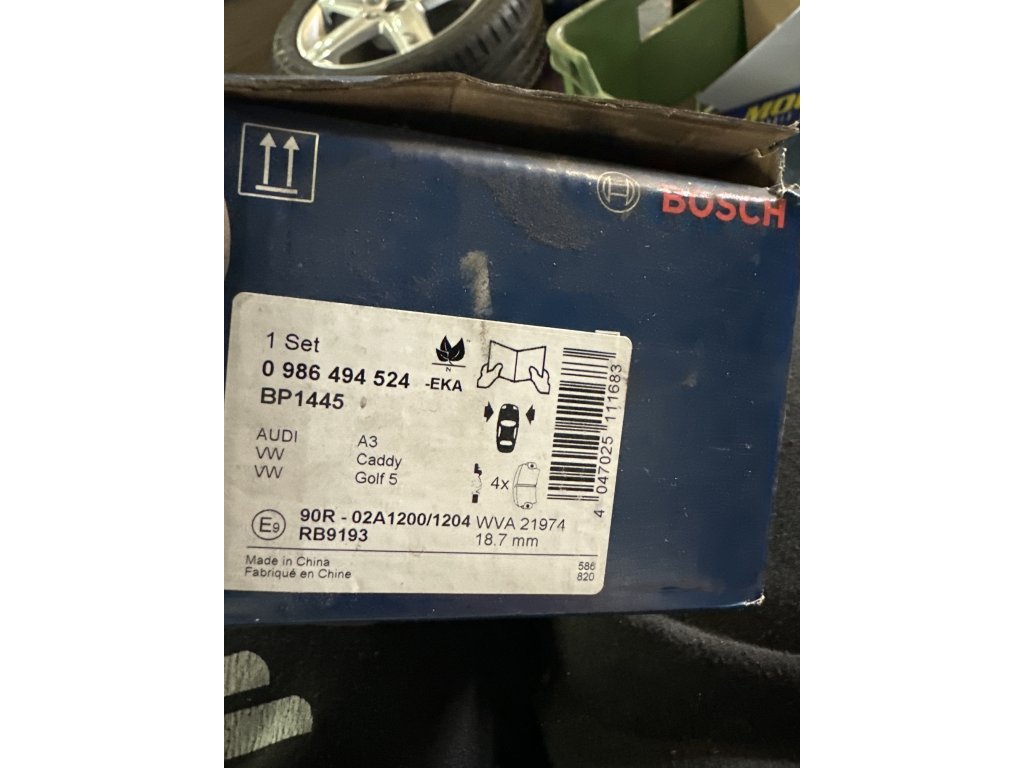 BOSCH
1 Set
0 986 494 524 -EKA
BP1445
AUDI A3
VW Caddy
VW Golf 5
4x
E9 90R - 02A1200/1204 WVA 21974
RB9193 18.7 mm
Made in China
Fabriqué en Chine
586
820
4 047025 111683